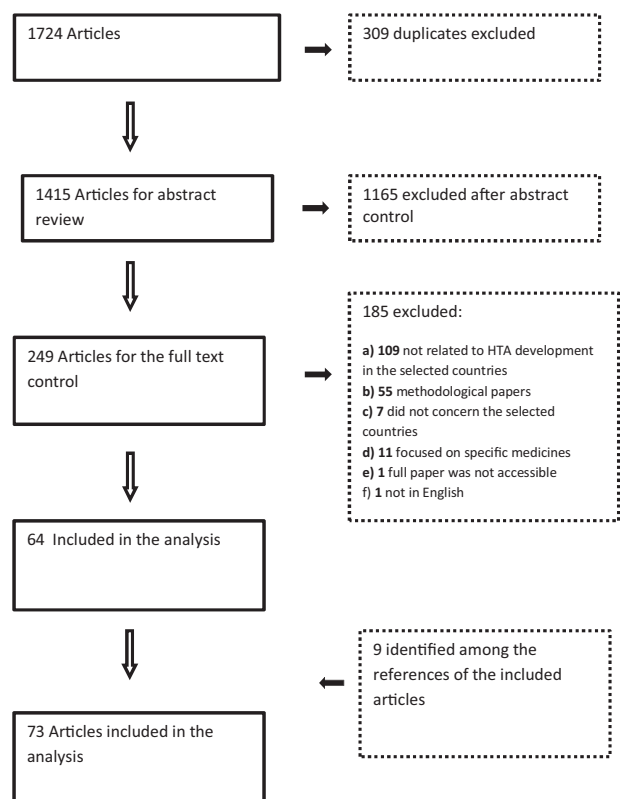 1724 Articles
309 duplicates excluded
1415 Articles for abstract
review
1165 excluded after abstract
control
249 Articles for the full text
control
185 excluded:
a) 109 not related to HTA development
in the selected countries
b) 55 methodological papers
c) 7 did not concern the selected
countries
d) 11 focused on specific medicines
e) 1 full paper was not accessible
f) 1 not in English
64 Included in the analysis
9 identified among the
references of the included
articles
73 Articles included in the
analysis